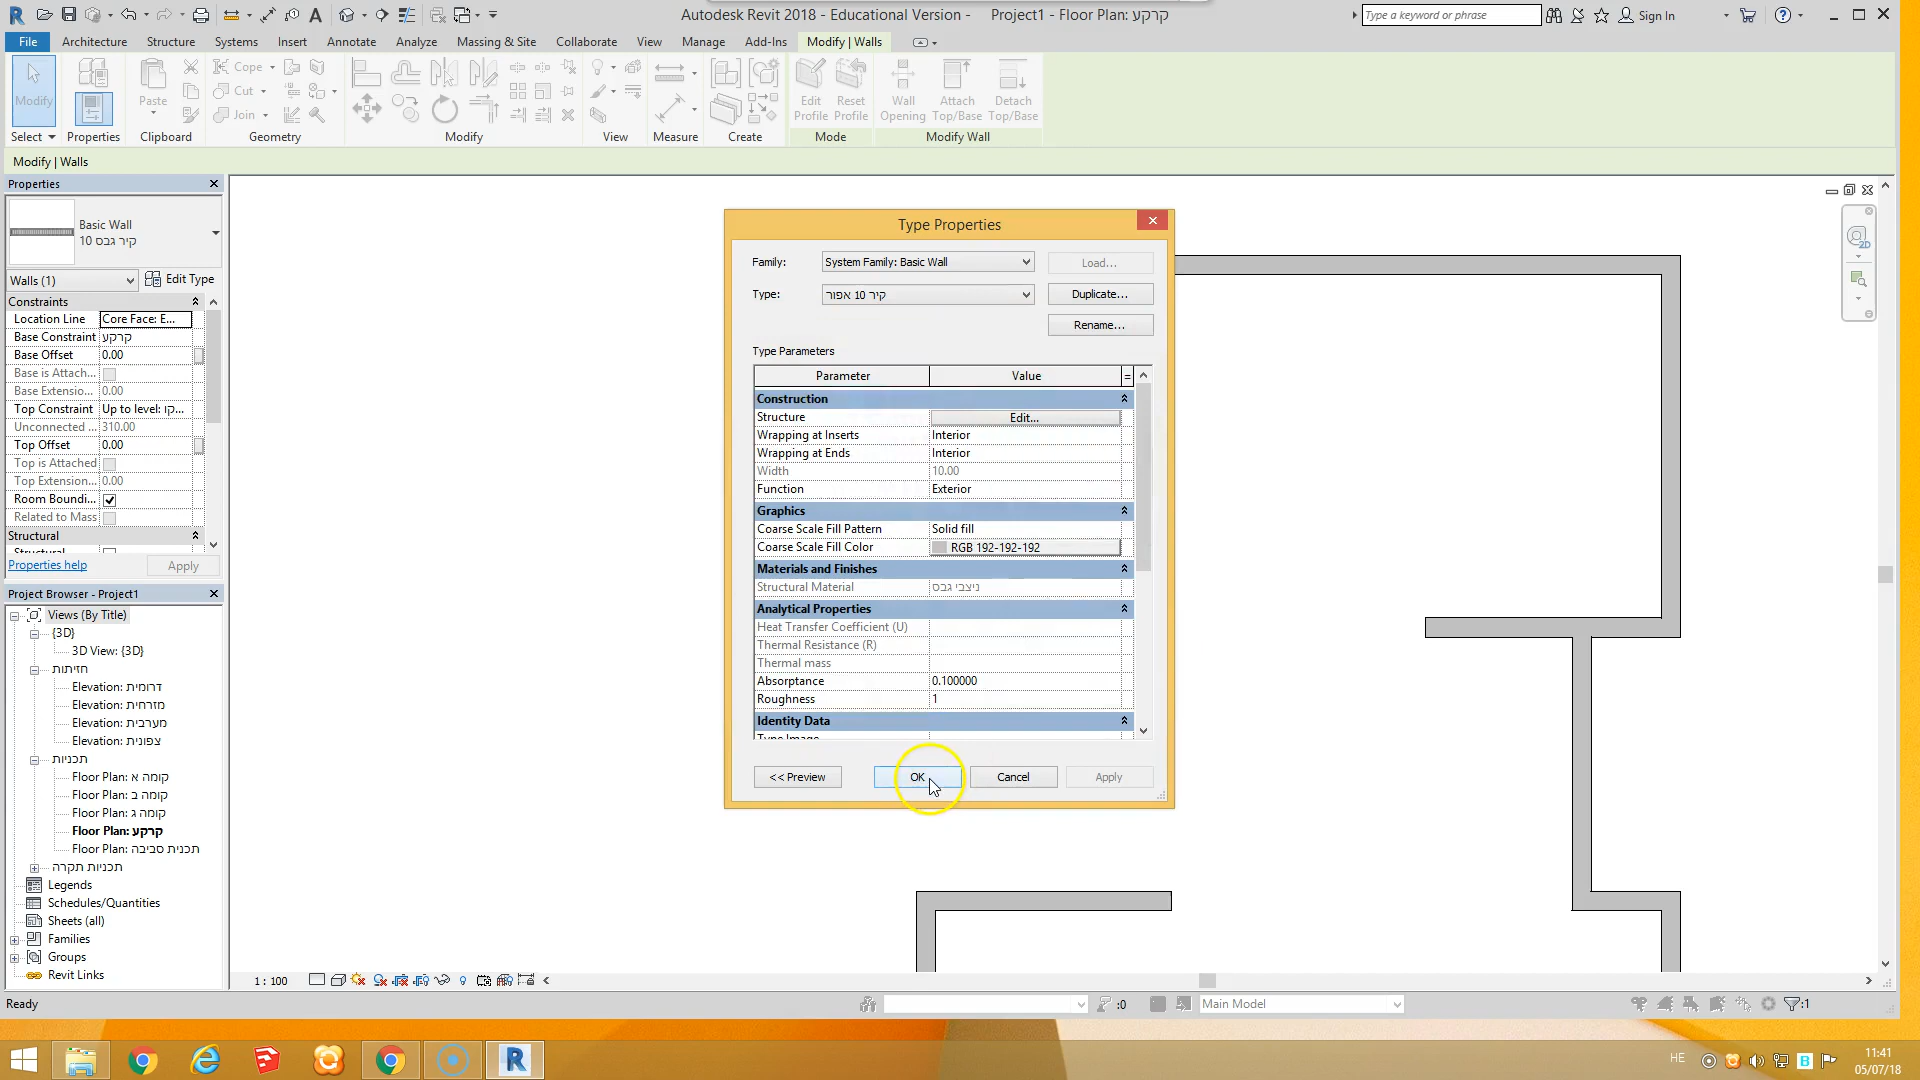 Autodesk Revit 2018 - Educational Version - Project1 - Floor Plan: קרקע
Type a keyword or phrase
Sign In
File Architecture Structure Systems Insert Annotate Analyze Massing & Site Collaborate View Manage Add-Ins Modify | Walls
Modify
Paste
Cope
Cut
Join
Edit Profile
Reset Profile
Wall Opening
Attach Top/Base
Detach Top/Base
Select Properties Clipboard Geometry Modify View Measure Create Mode Modify Wall
Modify | Walls
Properties
Basic Wall
קיר גבס 10
Walls (1) Edit Type
Constraints
Location Line Core Face: E...
Base Constraint קרקע
Base Offset 0.00
Base is Attach...
Base Extensio... 0.00
Top Constraint Up to level: קו...
Unconnected ... 310.00
Top Offset 0.00
Top is Attached
Top Extension... 0.00
Room Boundi...
Related to Mass
Structural
Properties help Apply
Project Browser - Project1
Views (By Title)
{3D}
3D View: {3D}
חזיתות
Elevation: דרומית
Elevation: מזרחית
Elevation: מערבית
Elevation: צפונית
תכניות
Floor Plan: קומה א
Floor Plan: קומה ב
Floor Plan: קומה ג
Floor Plan: קרקע
Floor Plan: תכנית סביבה
תכניות תקרה
Legends
Schedules/Quantities
Sheets (all)
Families
Groups
Revit Links
Type Properties
Family: System Family: Basic Wall Load...
Type: קיר 10 אפור Duplicate...
Rename...
Type Parameters
Parameter Value =
Construction
Structure Edit...
Wrapping at Inserts Interior
Wrapping at Ends Interior
Width 10.00
Function Exterior
Graphics
Coarse Scale Fill Pattern Solid fill
Coarse Scale Fill Color RGB 192-192-192
Materials and Finishes
Structural Material ניצבי גבס
Analytical Properties
Heat Transfer Coefficient (U)
Thermal Resistance (R)
Thermal mass
Absorptance 0.100000
Roughness 1
Identity Data
Type Image
<< Preview OK Cancel Apply
2D
1 : 100
Ready :0 Main Model :1
HE 11:41
05/07/18